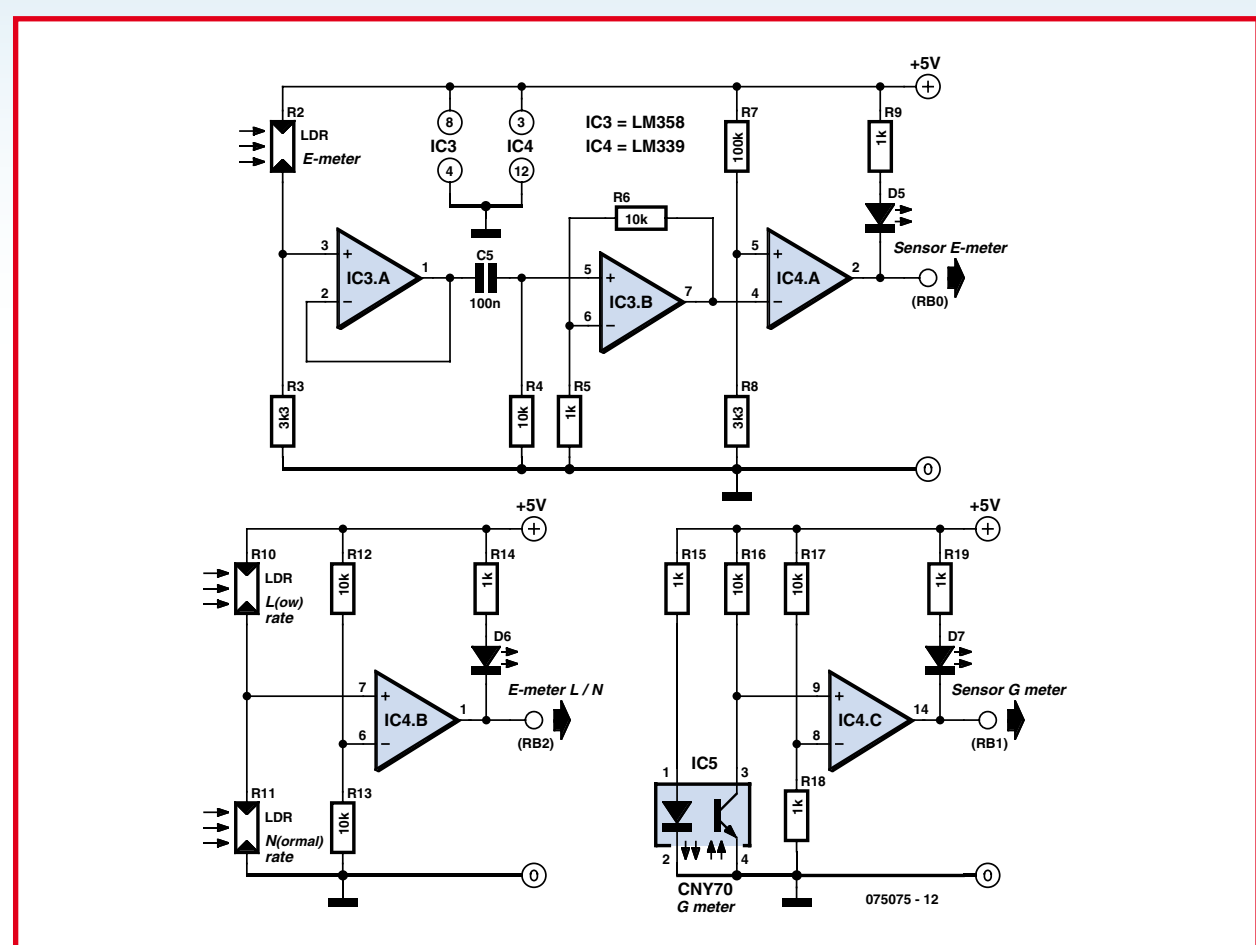 +5V
R2
LDR
E-meter
8
IC3
4
3
IC4
12
IC3 = LM358
IC4 = LM339
R7
100k
R9
1k
D5
R6
10k
3
+
IC3.A
1
2
–
C5
100n
5
+
IC3.B
7
6
–
5
+
IC4.A
2
4
–
Sensor E-meter
(RB0)
R3
3k3
R4
10k
R5
1k
R8
3k3
0
+5V
R10
LDR
L(ow)
rate
R12
10k
R14
1k
D6
7
+
IC4.B
1
6
–
E-meter L / N
(RB2)
R11
LDR
N(ormal)
rate
R13
10k
0
+5V
R15
1k
R16
10k
R17
10k
R19
1k
D7
9
+
IC4.C
14
8
–
Sensor G meter
(RB1)
IC5
1
3
2
4
R18
1k
CNY70
G meter
0
075075 - 12